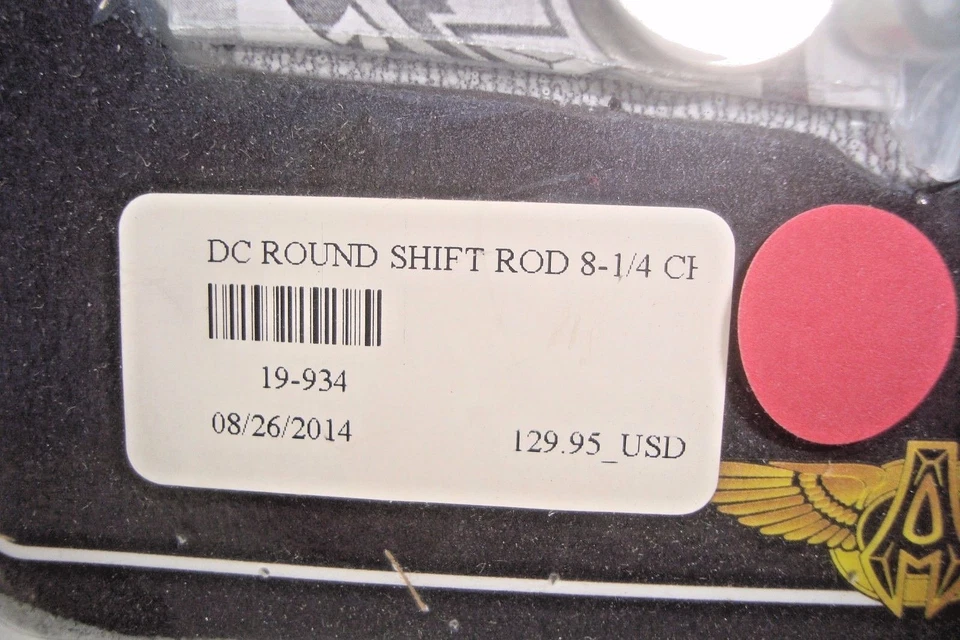 DC ROUND SHIFT ROD 8-1/4 CH
19-934
08/26/2014
129.95_USD